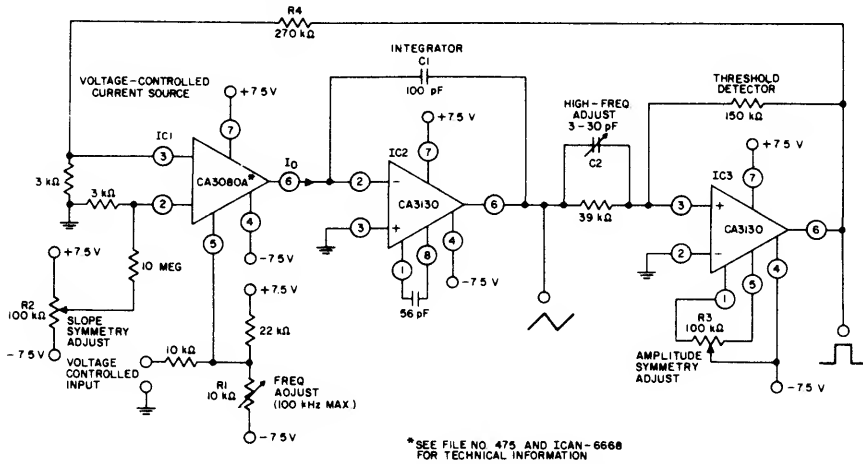 R4
270 kΩ
INTEGRATOR
C1
100 pF
VOLTAGE-CONTROLLED
CURRENT SOURCE
+7.5 V
7
IC1
3
CA3080A*
6
I0
3 kΩ
3 kΩ
2
5
4
-7.5 V
+7.5 V
R2
100 kΩ
SLOPE
SYMMETRY
ADJUST
-7.5 V
10 MEG
VOLTAGE
CONTROLLED
INPUT
10 kΩ
+7.5 V
22 kΩ
R1
10 kΩ
FREQ
ADJUST
(100 kHz MAX.)
-7.5 V
IC2
+7.5 V
7
2
-
CA3130
3
+
6
1
8
4
56 pF
-7.5 V
HIGH-FREQ.
ADJUST
3-30 pF
C2
39 kΩ
THRESHOLD
DETECTOR
150 kΩ
+7.5 V
IC3
7
3
+
CA3130
6
2
-
1
5
4
R3
100 kΩ
AMPLITUDE
SYMMETRY
ADJUST
-7.5 V
*SEE FILE NO. 475 AND ICAN-6668
FOR TECHNICAL INFORMATION